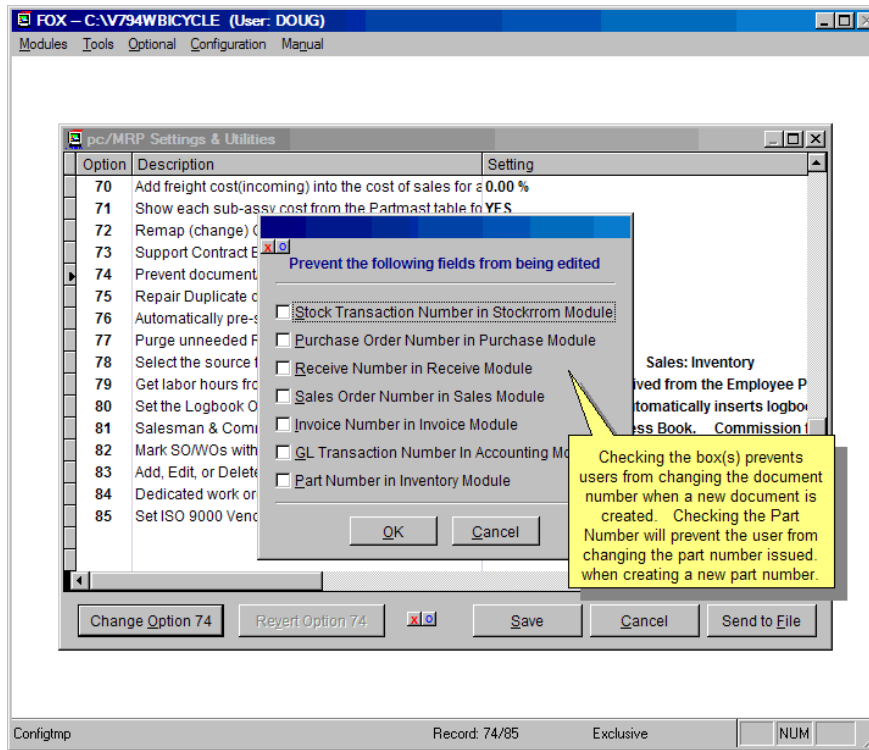 FOX – C:\V794WBICYCLE (User: DOUG)
Modules Tools Optional Configuration Manual
pc/MRP Settings & Utilities
Option Description Setting
70 Add freight cost(incoming) into the cost of sales for a 0.00 %
71 Show each sub-assy cost from the Partmast table fo YES
72 Remap (change)
73 Support Contract E
74 Prevent document
75 Repair Duplicate
76 Automatically pre-s
77 Purge unneeded F
78 Select the source f Sales: Inventory
79 Get labor hours fro ived from the Employee P
80 Set the Logbook O tomatically inserts logbo
81 Salesman & Com ess Book. Commission f
82 Mark SO/WOs with
83 Add, Edit, or Delete
84 Dedicated work or
85 Set ISO 9000 Vend
X O
Prevent the following fields from being edited
Stock Transaction Number in Stockrrom Module
Purchase Order Number in Purchase Module
Receive Number in Receive Module
Sales Order Number in Sales Module
Invoice Number in Invoice Module
GL Transaction Number In Accounting Mo
Part Number in Inventory Module
OK Cancel
Checking the box(s) prevents
users from changing the document
number when a new document is
created. Checking the Part
Number will prevent the user from
changing the part number issued.
when creating a new part number.
Change Option 74 Revert Option 74 X O Save Cancel Send to File
Configtmp Record: 74/85 Exclusive NUM